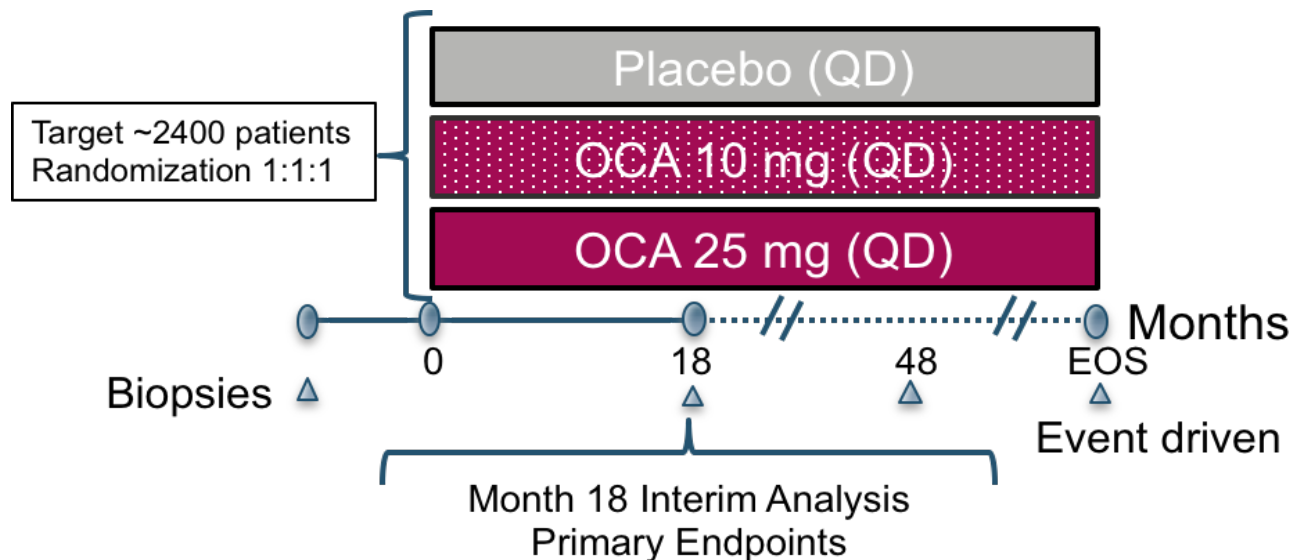 Placebo (QD)
Target ~2400 patients
Randomization 1:1:1
OCA 10 mg (QD)
OCA 25 mg (QD)
Months
0
18
48
EOS
Biopsies
Event driven
Month 18 Interim Analysis
Primary Endpoints